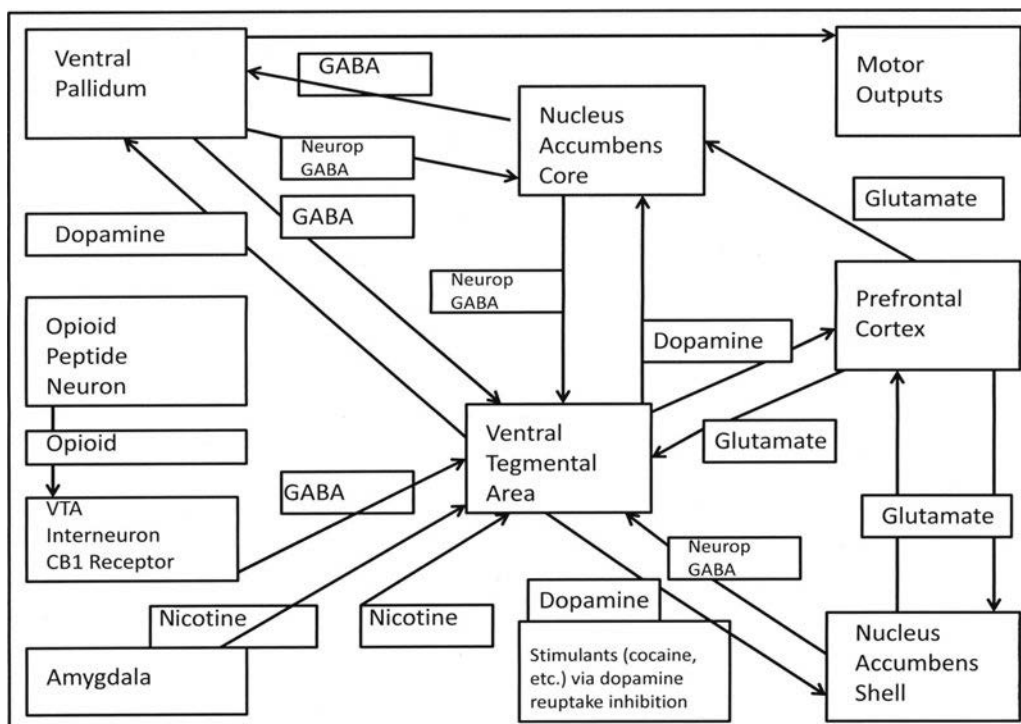 Ventral
Pallidum
GABA
Motor
Outputs
Nucleus
Accumbens
Core
Neurop
GABA
GABA
Glutamate
Dopamine
Neurop
GABA
Prefrontal
Cortex
Opioid
Peptide
Neuron
Dopamine
Opioid
Ventral
Tegmental
Area
Glutamate
GABA
VTA
Interneuron
CB1 Receptor
Glutamate
Neurop
GABA
Nicotine
Nicotine
Dopamine
Amygdala
Stimulants (cocaine,
etc.) via dopamine
reuptake inhibition
Nucleus
Accumbens
Shell